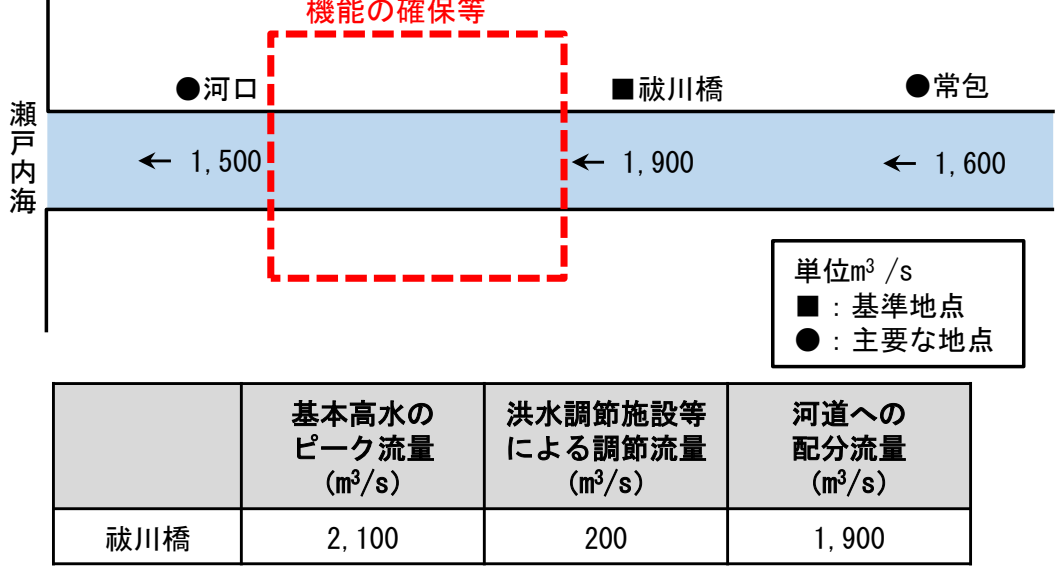 機能の確保等
●河口
■祓川橋
●常包
瀬戸内海
← 1,500
← 1,900
← 1,600
単位m³/s
■：基準地点
●：主要な地点
基本高水の
ピーク流量
(m³/s)
洪水調節施設等
による調節流量
(m³/s)
河道への
配分流量
(m³/s)
祓川橋
2,100
200
1,900